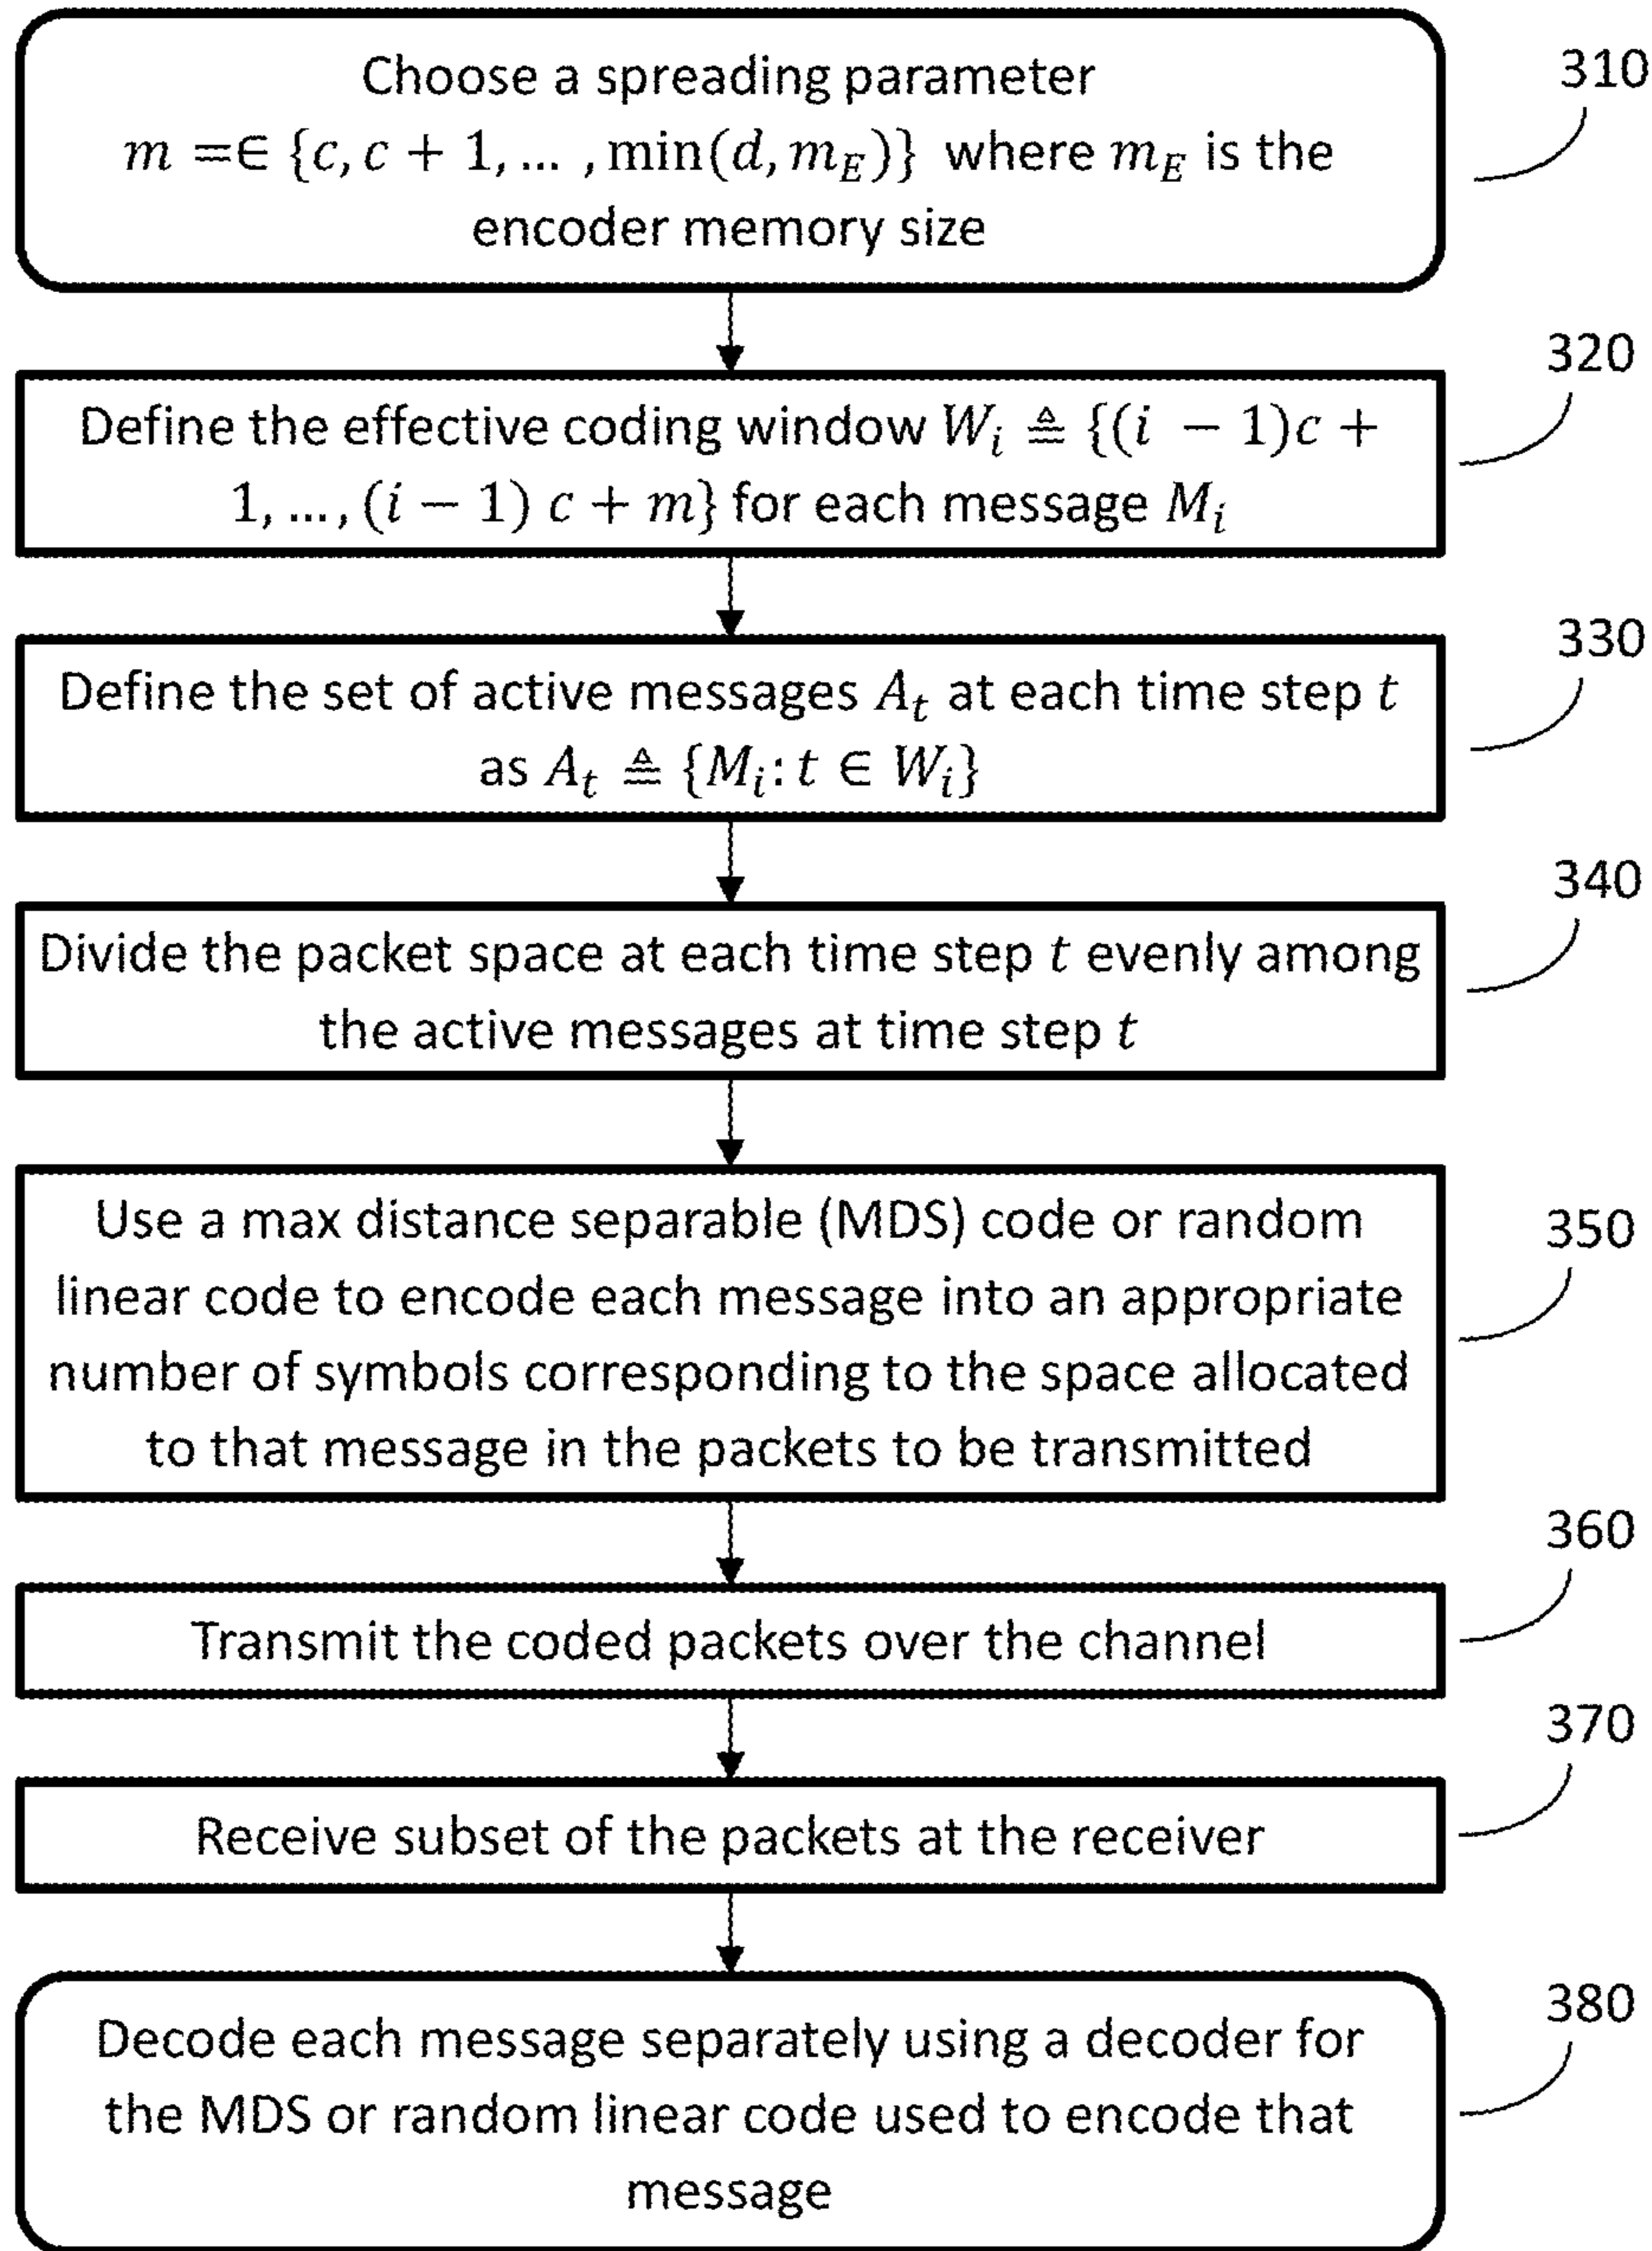 Choose a spreading parameter
310
m =∈ {c, c + 1, … , min(d, m_E)} where m_E is the
encoder memory size
320
Define the effective coding window W_i ≜ {(i − 1)c +
1, …, (i − 1) c + m} for each message M_i
330
Define the set of active messages A_t at each time step t
as A_t ≜ {M_i: t ∈ W_i}
340
Divide the packet space at each time step t evenly among
the active messages at time step t
Use a max distance separable (MDS) code or random
350
linear code to encode each message into an appropriate
number of symbols corresponding to the space allocated
to that message in the packets to be transmitted
360
Transmit the coded packets over the channel
370
Receive subset of the packets at the receiver
380
Decode each message separately using a decoder for
the MDS or random linear code used to encode that
message